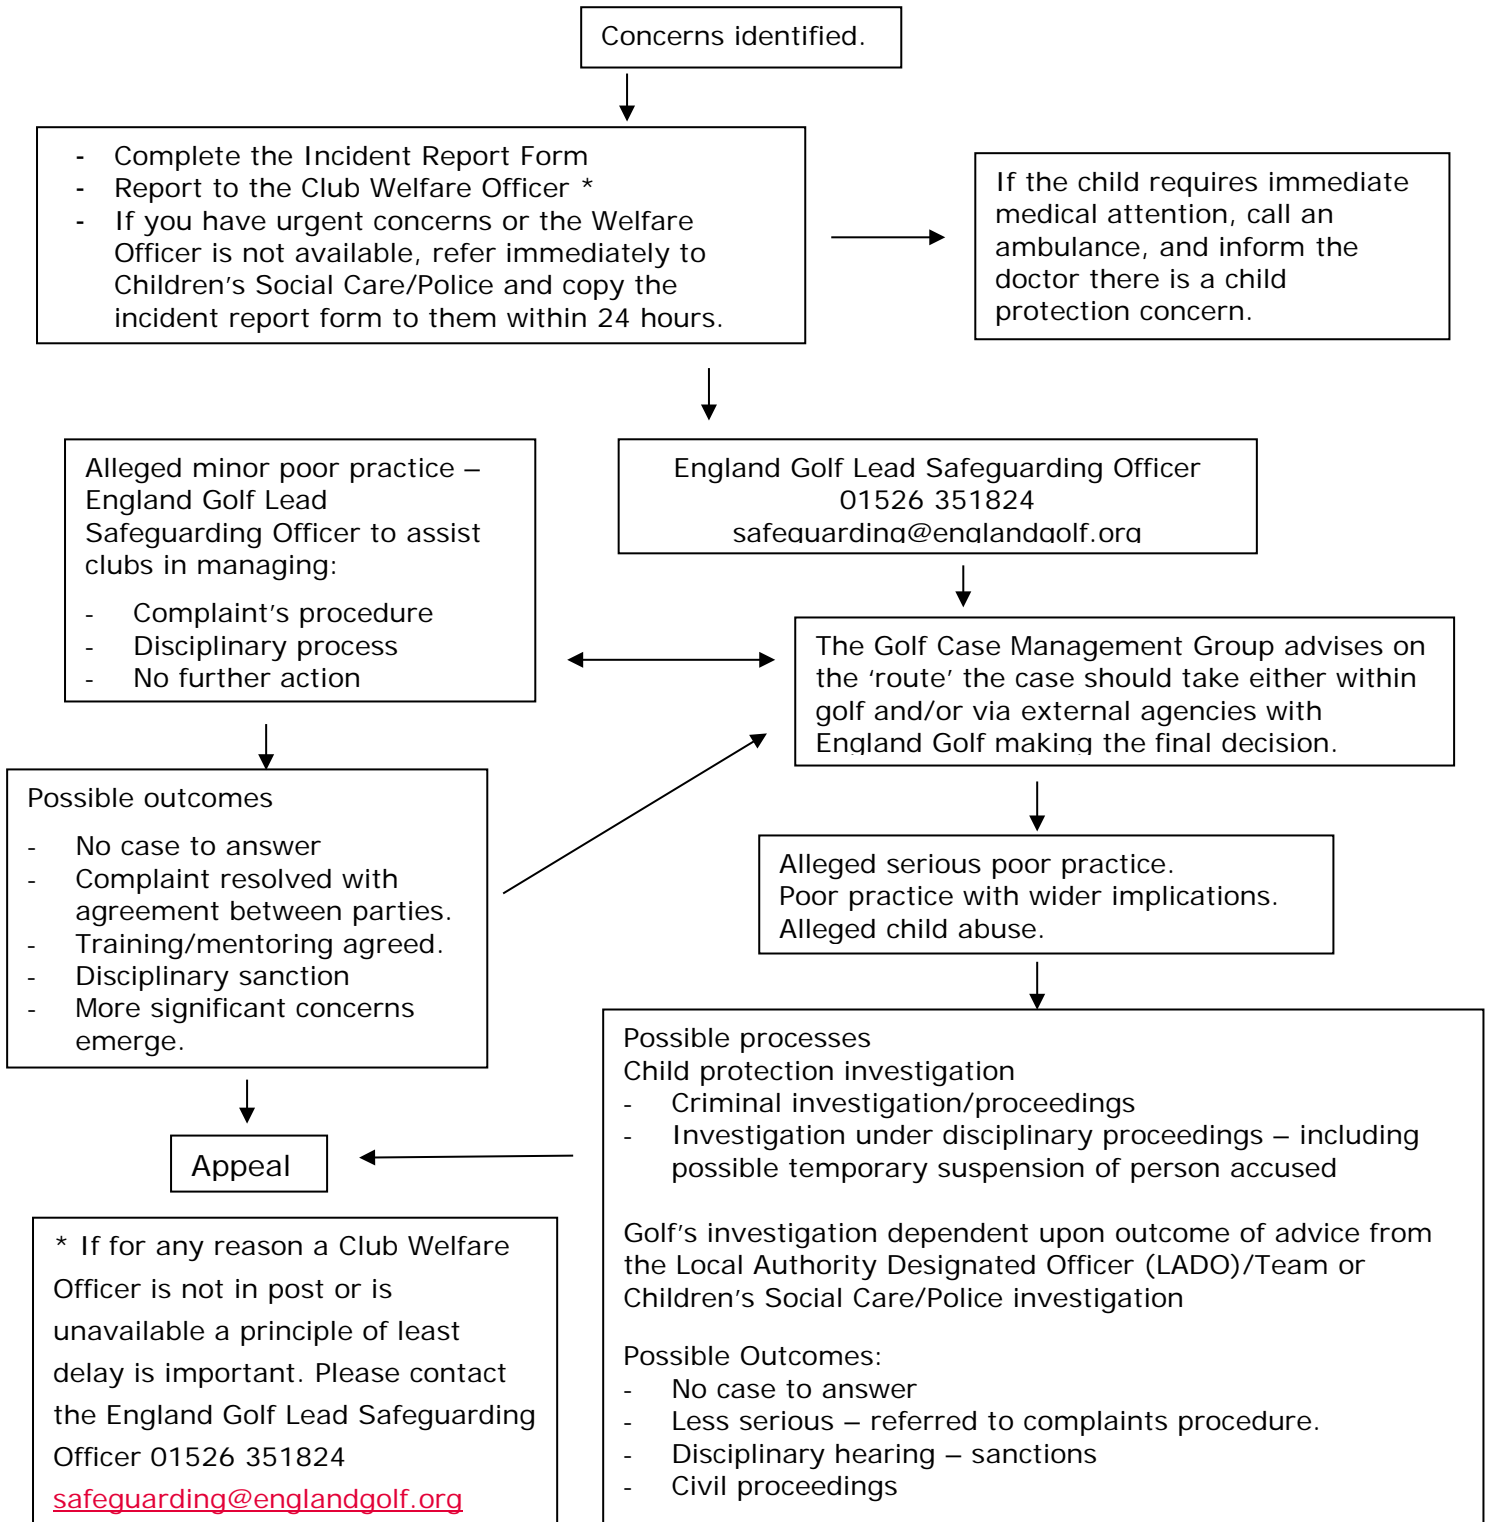 Concerns identified.
- Complete the Incident Report Form
- Report to the Club Welfare Officer *
- If you have urgent concerns or the Welfare
Officer is not available, refer immediately to
Children’s Social Care/Police and copy the
incident report form to them within 24 hours.
If the child requires immediate
medical attention, call an
ambulance, and inform the
doctor there is a child
protection concern.
Alleged minor poor practice –
England Golf Lead
Safeguarding Officer to assist
clubs in managing:
- Complaint’s procedure
- Disciplinary process
- No further action
England Golf Lead Safeguarding Officer
01526 351824
safeguarding@englandgolf.org
The Golf Case Management Group advises on
the ‘route’ the case should take either within
golf and/or via external agencies with
England Golf making the final decision.
Possible outcomes
- No case to answer
- Complaint resolved with
agreement between parties.
- Training/mentoring agreed.
- Disciplinary sanction
- More significant concerns
emerge.
Alleged serious poor practice.
Poor practice with wider implications.
Alleged child abuse.
Possible processes
Child protection investigation
- Criminal investigation/proceedings
- Investigation under disciplinary proceedings – including
possible temporary suspension of person accused
Golf’s investigation dependent upon outcome of advice from
the Local Authority Designated Officer (LADO)/Team or
Children’s Social Care/Police investigation
Possible Outcomes:
- No case to answer
- Less serious – referred to complaints procedure.
- Disciplinary hearing – sanctions
- Civil proceedings
Appeal
* If for any reason a Club Welfare
Officer is not in post or is
unavailable a principle of least
delay is important. Please contact
the England Golf Lead Safeguarding
Officer 01526 351824
safeguarding@englandgolf.org